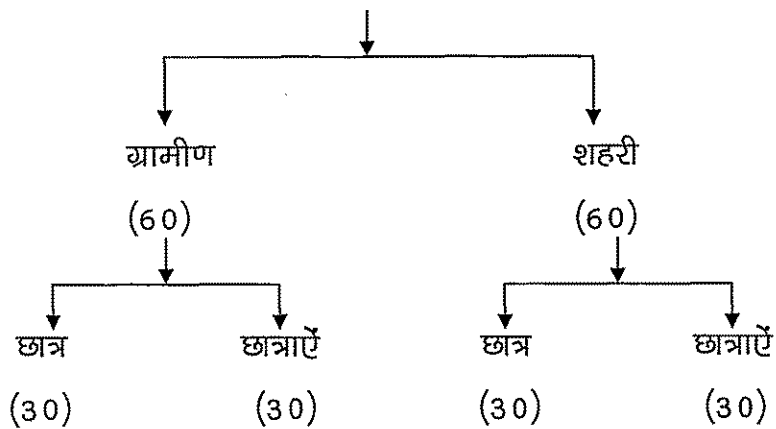 ग्रामीण शहरी
(60) (60)
छात्र छात्राऐं छात्र छात्राऐं
(30) (30) (30) (30)